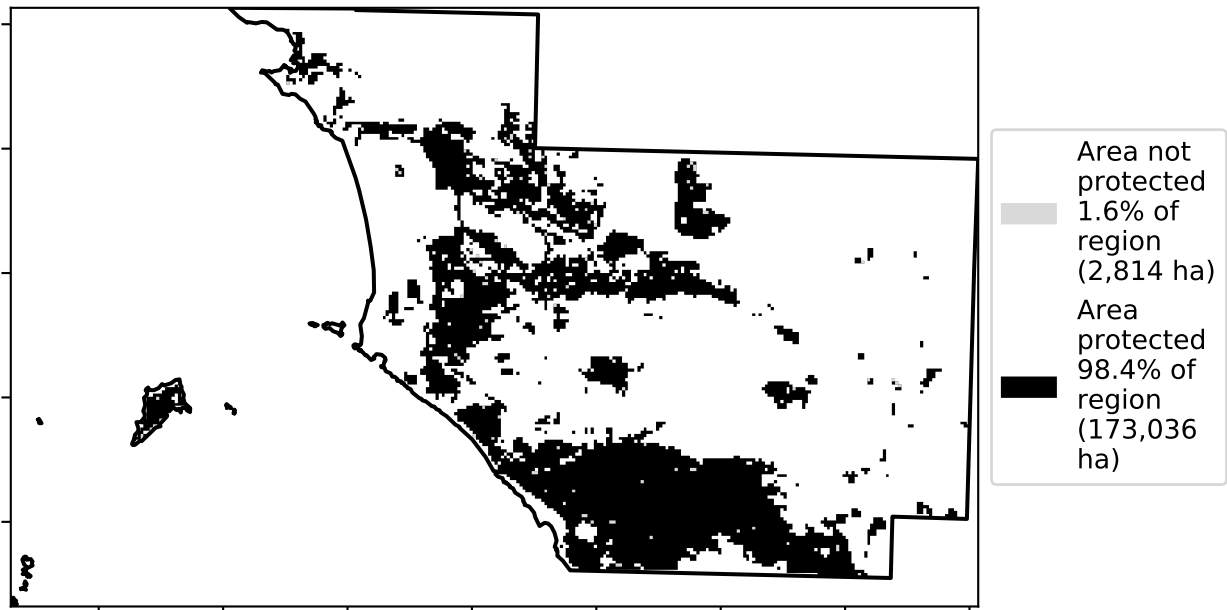 Area not
protected
1.6% of
region
(2,814 ha)
Area
protected
98.4% of
region
(173,036
ha)